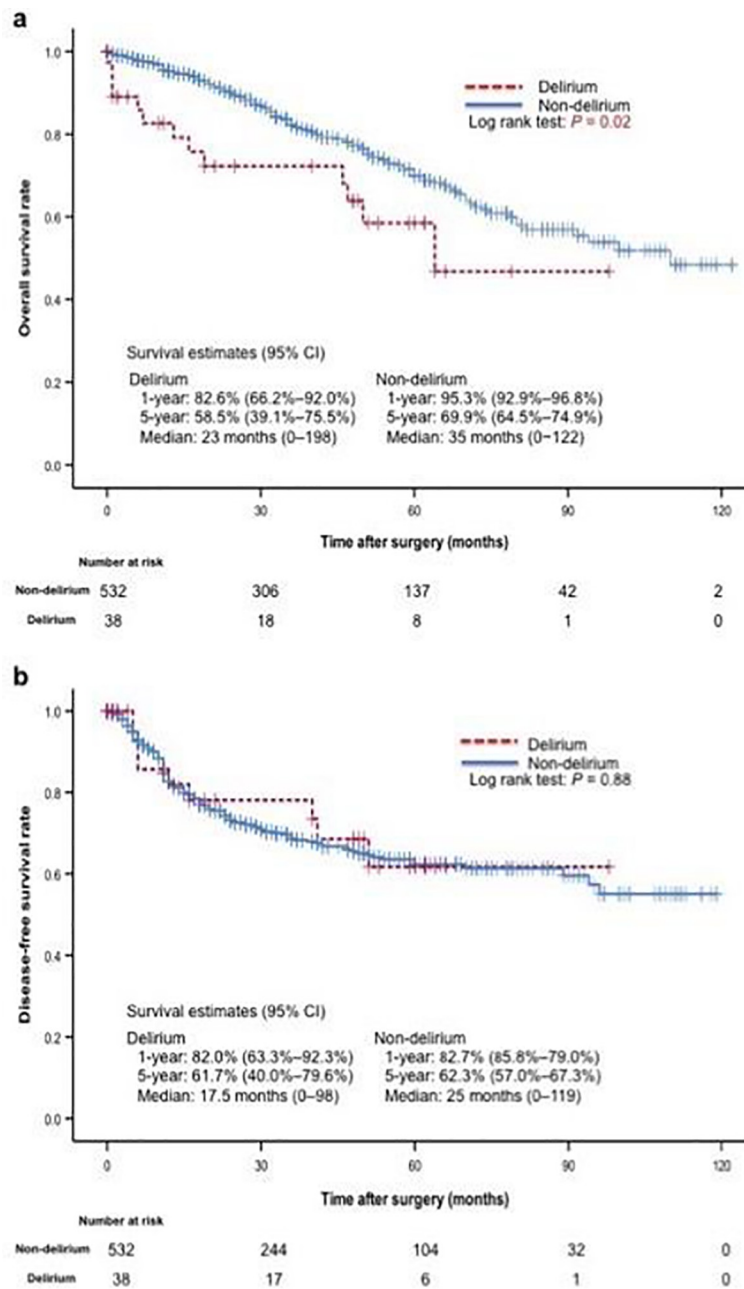 a
1.0
0.8
0.6
0.4
0.2
0.0
Overall survival rate
Delirium
Non-delirium
Log rank test: P = 0.02
Survival estimates (95% CI)
Delirium
1-year: 82.6% (66.2%–92.0%)
5-year: 58.5% (39.1%–75.5%)
Median: 23 months (0–198)
Non-delirium
1-year: 95.3% (92.9%–96.8%)
5-year: 69.9% (64.5%–74.9%)
Median: 35 months (0–122)
0 30 60 90 120
Time after surgery (months)
Number at risk
Non-delirium 532 306 137 42 2
Delirium 38 18 8 1 0
b
1.0
0.8
0.6
0.4
0.2
0.0
Disease-free survival rate
Delirium
Non-delirium
Log rank test: P = 0.88
Survival estimates (95% CI)
Delirium
1-year: 82.0% (63.3%–92.3%)
5-year: 61.7% (40.0%–79.6%)
Median: 17.5 months (0–98)
Non-delirium
1-year: 82.7% (85.8%–79.0%)
5-year: 62.3% (57.0%–67.3%)
Median: 25 months (0–119)
0 30 60 90 120
Time after surgery (months)
Number at risk
Non-delirium 532 244 104 32 0
Delirium 38 17 6 1 0